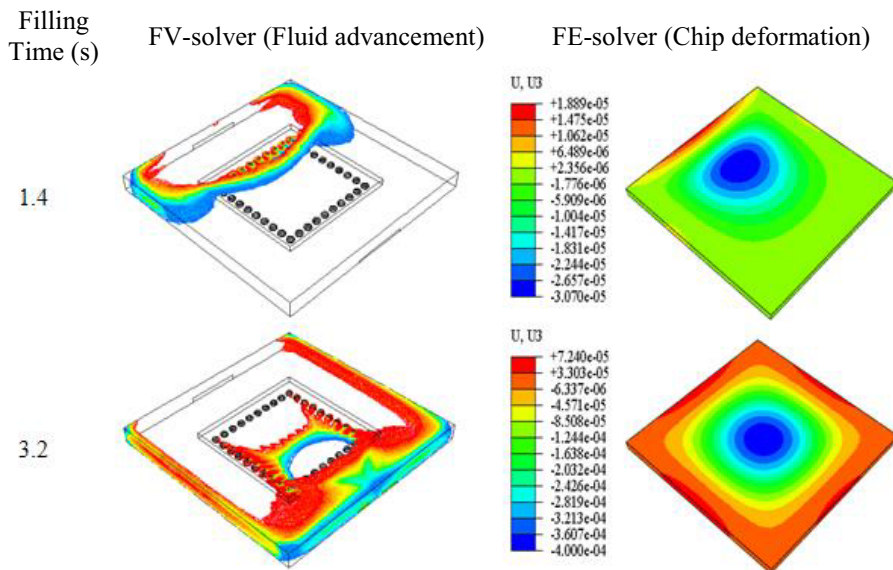 Filling
Time (s)
FV-solver (Fluid advancement)
FE-solver (Chip deformation)
U, U3
+1.889e-05
+1.475e-05
+1.062e-05
+6.489e-06
+2.356e-06
-1.776e-06
-5.909e-06
-1.004e-05
-1.417e-05
-1.831e-05
-2.244e-05
-2.657e-05
-3.070e-05
1.4
U, U3
+7.240e-05
+3.303e-05
-6.337e-06
-4.571e-05
-8.508e-05
-1.244e-04
-1.638e-04
-2.032e-04
-2.426e-04
-2.819e-04
-3.213e-04
-3.607e-04
-4.000e-04
3.2